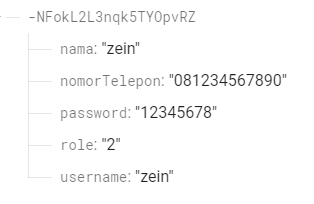 -NFokL2L3nqk5TYOpvRZ
nama: "zein"
nomorTelepon: "081234567890"
password: "12345678"
role: "2"
username: "zein"